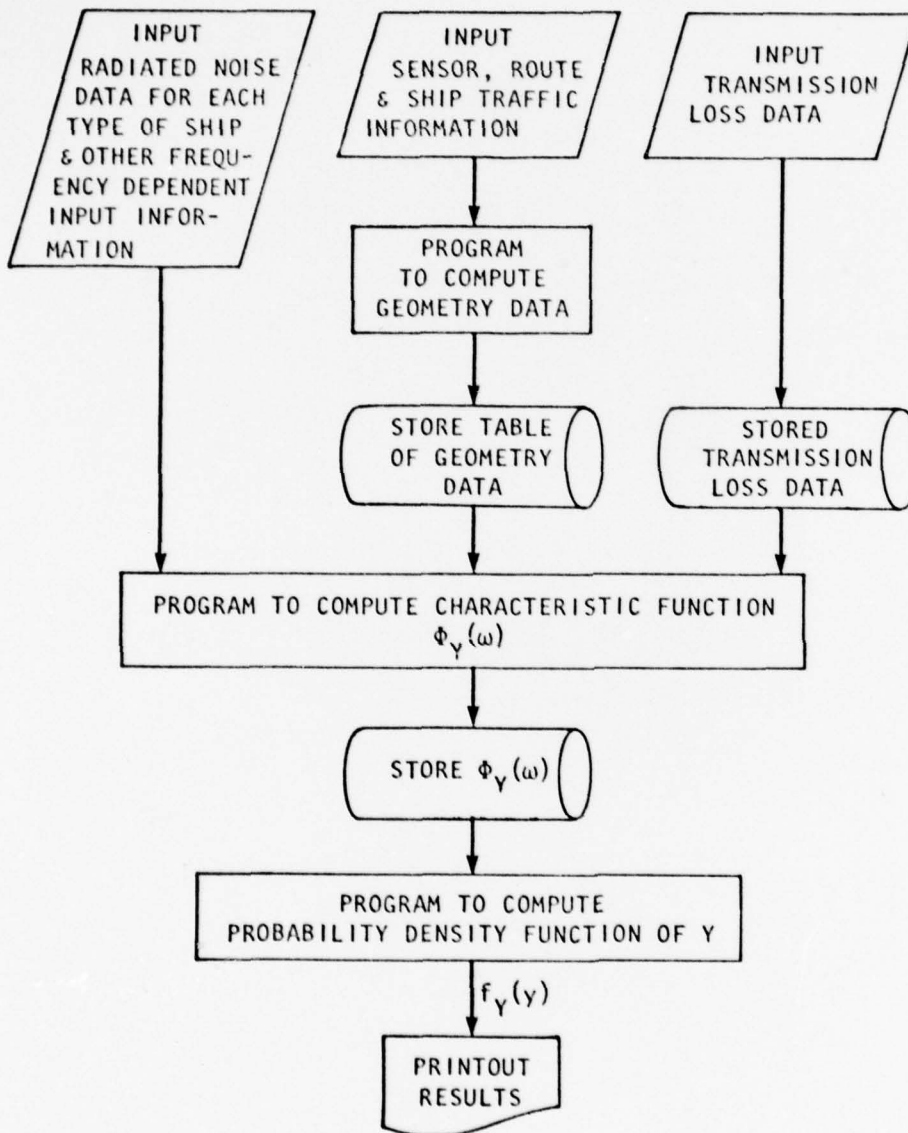 INPUT
RADIATED NOISE
DATA FOR EACH
TYPE OF SHIP
& OTHER FREQU-
ENCY DEPENDENT
INPUT INFOR-
MATION
INPUT
SENSOR, ROUTE
& SHIP TRAFFIC
INFORMATION
INPUT
TRANSMISSION
LOSS DATA
PROGRAM
TO COMPUTE
GEOMETRY DATA
STORE TABLE
OF GEOMETRY
DATA
STORED
TRANSMISSION
LOSS DATA
PROGRAM TO COMPUTE CHARACTERISTIC FUNCTION
Φ_Y(ω)
STORE Φ_Y(ω)
PROGRAM TO COMPUTE
PROBABILITY DENSITY FUNCTION OF Y
f_Y(y)
PRINTOUT
RESULTS